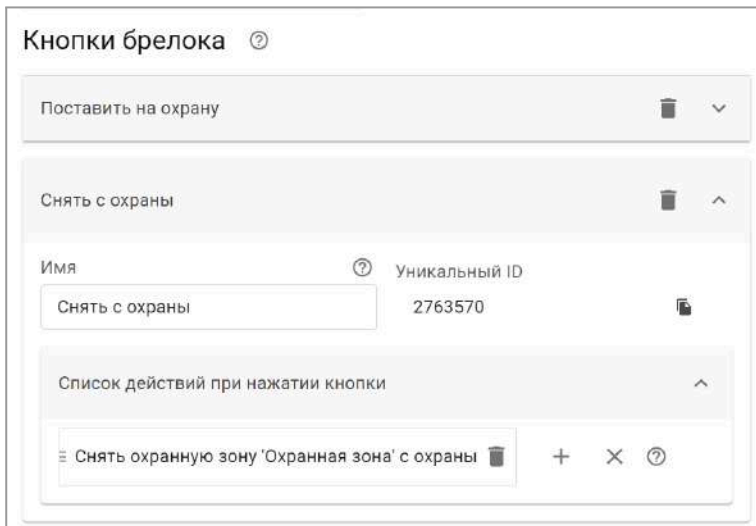 Кнопки брелока
Поставить на охрану
Снять с охраны
Имя
Уникальный ID
Снять с охраны
2763570
Список действий при нажатии кнопки
Снять охранную зону 'Охранная зона' с охраны